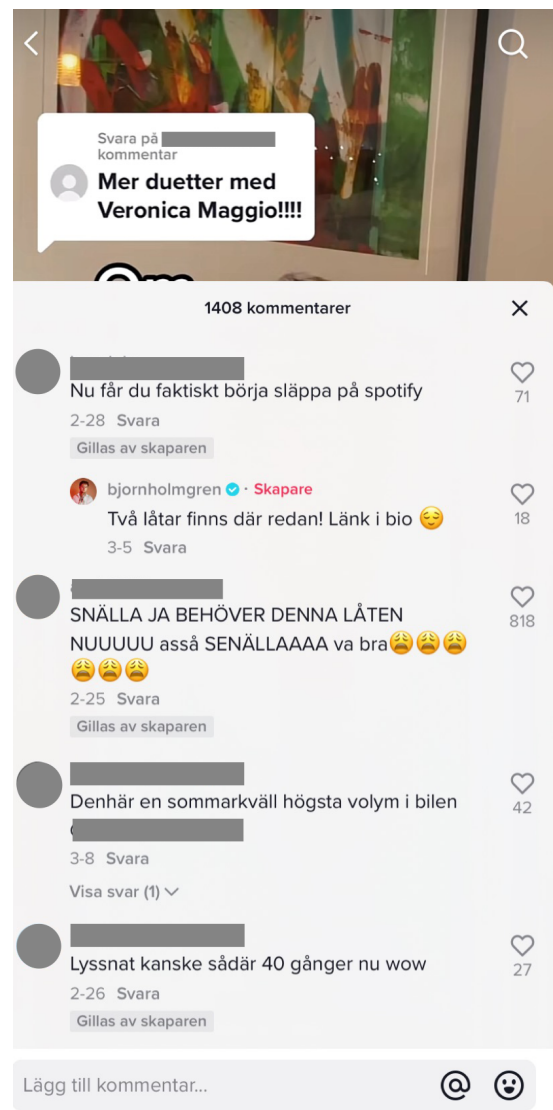 Svara på
kommentar
Mer duetter med
Veronica Maggio!!!!
1408 kommentarer
Nu får du faktiskt börja släppa på spotify
2-28 Svara
71
Gillas av skaparen
bjornholmgren · Skapare
Två låtar finns där redan! Länk i bio 😌
18
3-5 Svara
SNÄLLA JA BEHÖVER DENNA LÅTEN
818
NUUUUU asså SENÄLLAAAA va bra😩😩😩
😩😩😩
2-25 Svara
Gillas av skaparen
Denhär en sommarkväll högsta volym i bilen
42
3-8 Svara
Visa svar (1)
Lyssnat kanske sådär 40 gånger nu wow
27
2-26 Svara
Gillas av skaparen
Lägg till kommentar...